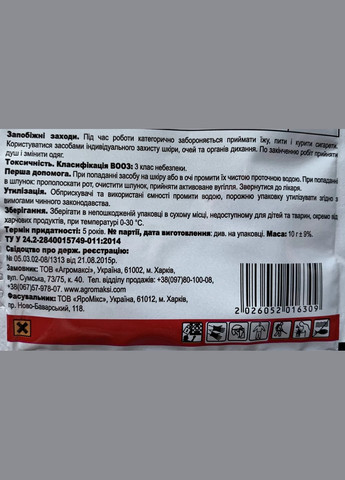 Запобіжні заходи. Під час роботи категорично забороняється приймати їжу, пити і курити сигарети.
Користуватися засобами індивідуального захисту шкіри, очей та органів дихання. По закінченню робіт прийняти
душ і змінити одяг.
Токсичність. Класифікація ВООЗ: 3 клас небезпеки.
Перша допомога. При попаданні засобу на шкіру або в очі промити їх чистою проточною водою. При попаданні
в шлунок: прополоскати рот, очистити шлунок, прийняти активоване вугілля. Звернутися до лікаря.
Утилізація. Обприскувачі та використані ємності промити водою, порожню упаковку утилізувати згідно з
вимогами чинного законодавства.
Зберігання. Зберігати в непошкодженій упаковці в сухому місці, недоступному для дітей та тварин, окремо від
харчових продуктів, при температурі 0-30 °С.
Термін придатності: 5 років. № партії, дата виготовлення: див. на упаковці. Маса 10 г ± 9%.
ТУ У 24.2-2840015749-011:2014
Свідоцтво про держ. реєстрацію:
№ 05.03.02-08/1313 від 21.08.2015р.
Замовник: ТОВ «Агромаксі», Україна, 61002, м. Харків,
вул. Сумська, 73/75, к. 40. Тел. відділу продажів: +38(097)80-100-08,
+38(067)57-978-07. www.agromaksi.com
Фасувальник: ТОВ «ЯроМікс», Україна, 61012, м. Харків,
пр. Ново-Баварський, 118.
2 026052 016309